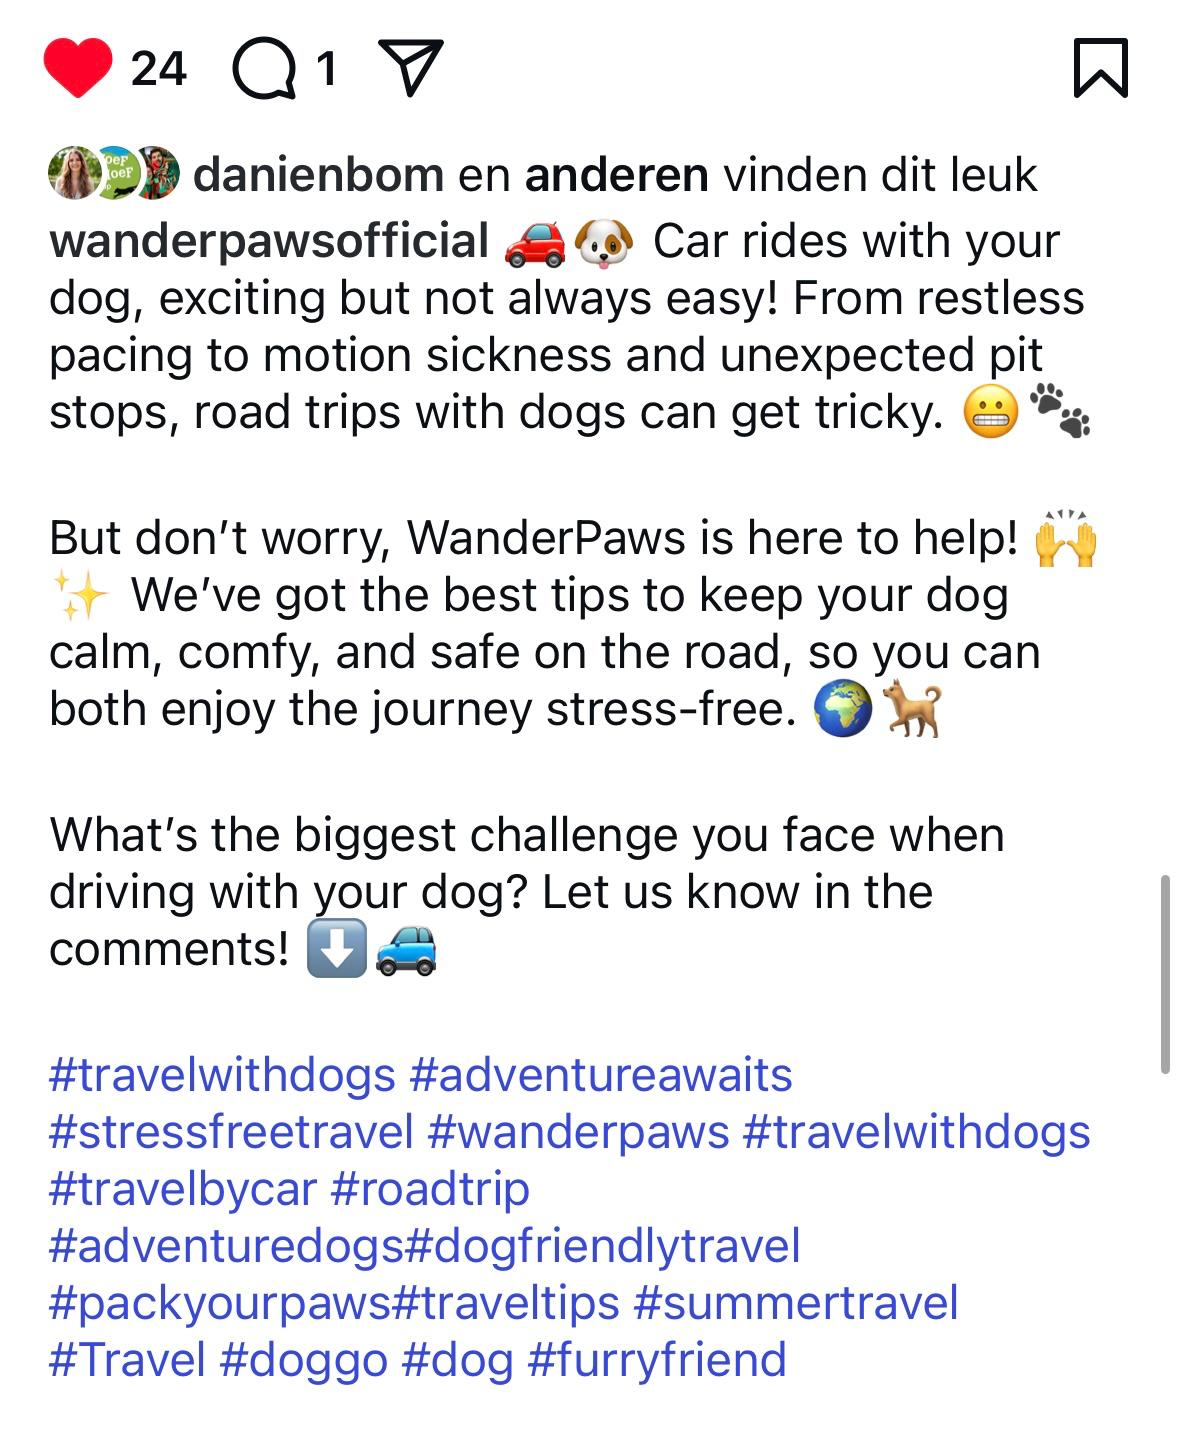 24 1
danienbom en anderen vinden dit leuk
wanderpawsofficial 🚗🐶 Car rides with your
dog, exciting but not always easy! From restless
pacing to motion sickness and unexpected pit
stops, road trips with dogs can get tricky. 😬🐾
But don’t worry, WanderPaws is here to help! 🙌
✨ We’ve got the best tips to keep your dog
calm, comfy, and safe on the road, so you can
both enjoy the journey stress-free. 🌍🐕
What’s the biggest challenge you face when
driving with your dog? Let us know in the
comments! ⬇️🚙
#travelwithdogs #adventureawaits
#stressfreetravel #wanderpaws #travelwithdogs
#travelbycar #roadtrip
#adventuredogs#dogfriendlytravel
#packyourpaws#traveltips #summertravel
#Travel #doggo #dog #furryfriend